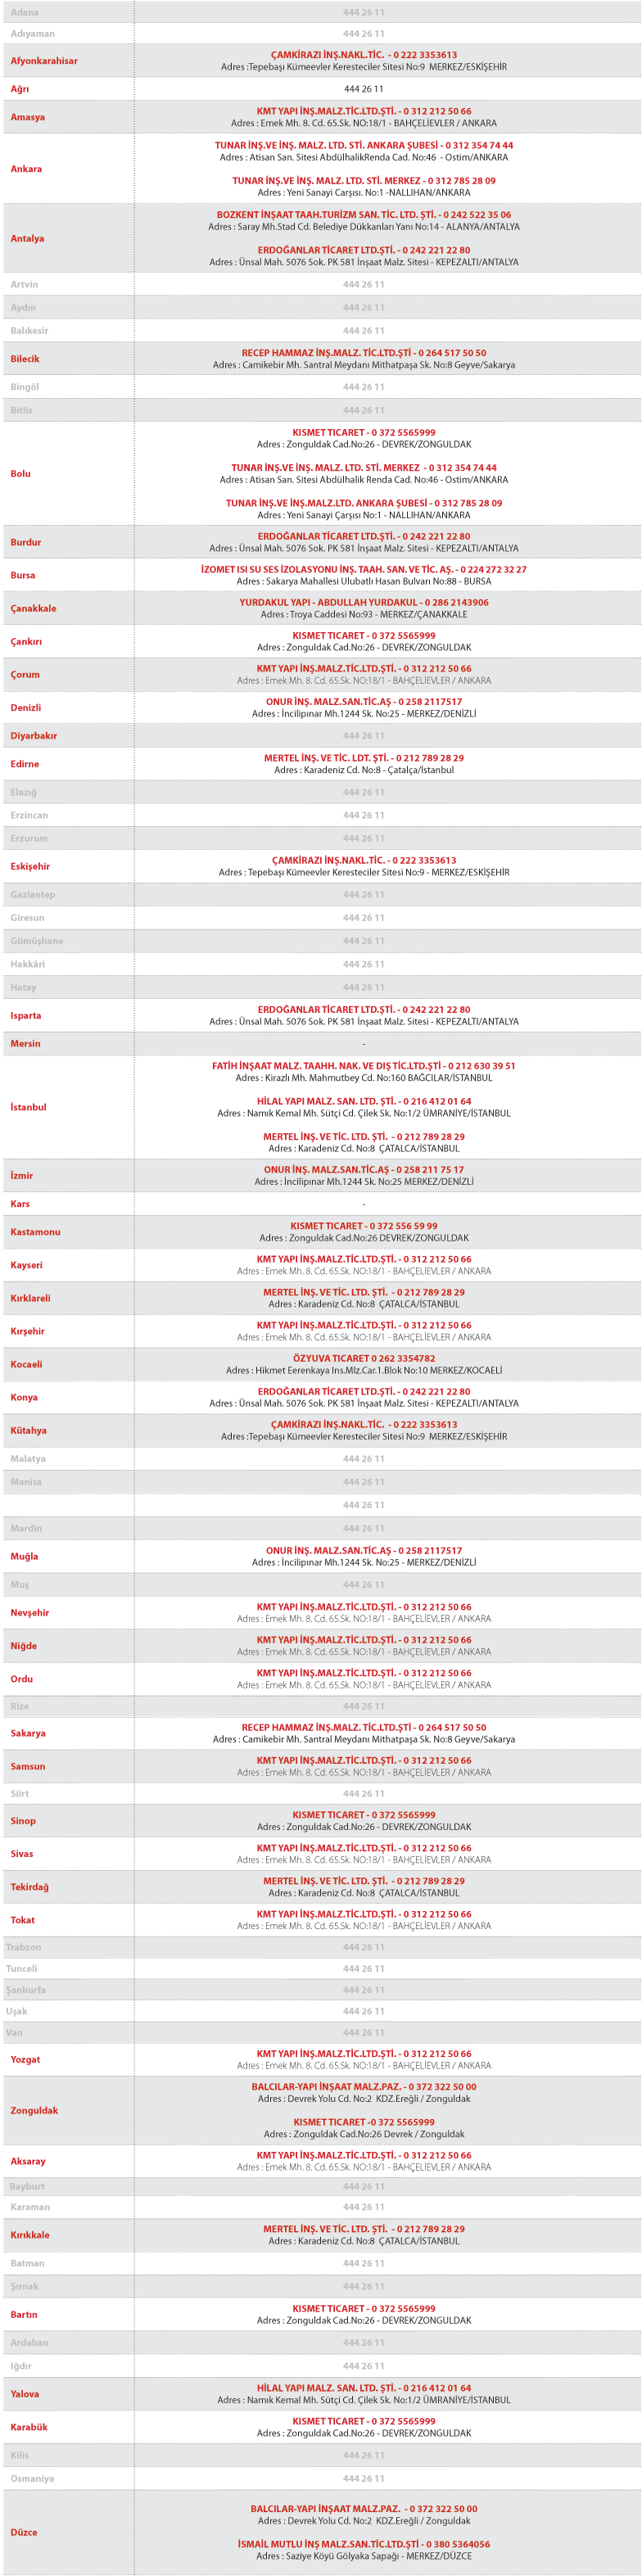 Adana 444 26 11
Adıyaman 444 26 11
ÇAMKİRAZI İNŞ.NAKL.TİC. - 0 222 3353613
Afyonkarahisar
Adres :Tepebaşı Kümeevler Keresteciler Sitesi No:9 MERKEZ/ESKİŞEHİR
Ağrı 444 26 11
KMT YAPI İNŞ.MALZ.TİC.LTD.ŞTİ. - 0 312 212 50 66
Amasya
Adres : Emek Mh. 8. Cd. 65.Sk. NO:18/1 - BAHÇELİEVLER / ANKARA
TUNAR İNŞ.VE İNŞ. MALZ. LTD. STİ. ANKARA ŞUBESİ - 0 312 354 74 44
Adres : Atisan San. Sitesi AbdülhalikRenda Cad. No:46 - Ostim/ANKARA
Ankara
TUNAR İNŞ.VE İNŞ. MALZ. LTD. STİ. MERKEZ - 0 312 785 28 09
Adres : Yeni Sanayi Carşısı. No:1 -NALLIHAN/ANKARA
BOZKENT İNŞAAT TAAH.TURİZM SAN. TİC. LTD. ŞTİ. - 0 242 522 35 06
Adres : Saray Mh.Stad Cd. Belediye Dükkanları Yanı No:14 - ALANYA/ANTALYA
Antalya
ERDOĞANLAR TİCARET LTD.ŞTİ. - 0 242 221 22 80
Adres : Ünsal Mah. 5076 Sok. PK 581 İnşaat Malz. Sitesi - KEPEZALTI/ANTALYA
Artvin 444 26 11
Aydın 444 26 11
Balıkesir 444 26 11
RECEP HAMMAZ İNŞ.MALZ. TİC.LTD.ŞTİ - 0 264 517 50 50
Bilecik
Adres : Camikebir Mh. Santral Meydanı Mithatpaşa Sk. No:8 Geyve/Sakarya
Bingöl 444 26 11
Bitlis 444 26 11
KISMET TICARET - 0 372 5565999
Adres : Zonguldak Cad.No:26 - DEVREK/ZONGULDAK
TUNAR İNŞ.VE İNŞ. MALZ. LTD. STİ. MERKEZ - 0 312 354 74 44
Bolu
Adres : Atisan San. Sitesi Abdülhalik Renda Cad. No:46 - Ostim/ANKARA
TUNAR İNŞ.VE İNŞ.MALZ.LTD. ANKARA ŞUBESİ - 0 312 785 28 09
Adres : Yeni Sanayi Çarşısı No:1 - NALLIHAN/ANKARA
ERDOĞANLAR TİCARET LTD.ŞTİ. - 0 242 221 22 80
Burdur
Adres : Ünsal Mah. 5076 Sok. PK 581 İnşaat Malz. Sitesi - KEPEZALTI/ANTALYA
İZOMET ISI SU SES İZOLASYONU İNŞ. TAAH. SAN. VE TİC. AŞ. - 0 224 272 32 27
Bursa
Adres : Sakarya Mahallesi Ulubatlı Hasan Bulvarı No:88 - BURSA
YURDAKUL YAPI - ABDULLAH YURDAKUL - 0 286 2143906
Çanakkale
Adres : Troya Caddesi No:93 - MERKEZ/ÇANAKKALE
KISMET TICARET - 0 372 5565999
Çankırı
Adres : Zonguldak Cad.No:26 - DEVREK/ZONGULDAK
KMT YAPI İNŞ.MALZ.TİC.LTD.ŞTİ. - 0 312 212 50 66
Çorum
Adres : Emek Mh. 8. Cd. 65.Sk. NO:18/1 - BAHÇELİEVLER / ANKARA
ONUR İNŞ. MALZ.SAN.TİC.AŞ - 0 258 2117517
Denizli
Adres : İncilipınar Mh.1244 Sk. No:25 - MERKEZ/DENİZLİ
Diyarbakır 444 26 11
MERTEL İNŞ. VE TİC. LDT. ŞTİ. - 0 212 789 28 29
Edirne
Adres : Karadeniz Cd. No:8 - Çatalça/İstanbul
Elazığ 444 26 11
Erzincan 444 26 11
Erzurum 444 26 11
ÇAMKİRAZI İNŞ.NAKL.TİC. - 0 222 3353613
Eskişehir
Adres : Tepebaşı Kümeevler Keresteciler Sitesi No:9 - MERKEZ/ESKİŞEHİR
Gaziantep 444 26 11
Giresun 444 26 11
Gümüşhane 444 26 11
Hakkâri 444 26 11
Hatay 444 26 11
ERDOĞANLAR TİCARET LTD.ŞTİ. - 0 242 221 22 80
Isparta
Adres : Ünsal Mah. 5076 Sok. PK 581 İnşaat Malz. Sitesi - KEPEZALTI/ANTALYA
Mersin -
FATİH İNŞAAT MALZ. TAAHH. NAK. VE DIŞ TİC.LTD.ŞTİ - 0 212 630 39 51
Adres : Kirazlı Mh. Mahmutbey Cd. No:160 BAĞCILAR/İSTANBUL
HİLAL YAPI MALZ. SAN. LTD. ŞTİ. - 0 216 412 01 64
İstanbul
Adres : Namık Kemal Mh. Sütçi Cd. Çilek Sk. No:1/2 ÜMRANİYE/İSTANBUL
MERTEL İNŞ. VE TİC. LTD. ŞTİ. - 0 212 789 28 29
Adres : Karadeniz Cd. No:8 ÇATALCA/İSTANBUL
ONUR İNŞ. MALZ.SAN.TİC.AŞ - 0 258 211 75 17
İzmir
Adres : İncilipınar Mh.1244 Sk. No:25 MERKEZ/DENİZLİ
Kars -
KISMET TICARET - 0 372 556 59 99
Kastamonu
Adres : Zonguldak Cad.No:26 DEVREK/ZONGULDAK
KMT YAPI İNŞ.MALZ.TİC.LTD.ŞTİ. - 0 312 212 50 66
Kayseri
Adres : Emek Mh. 8. Cd. 65.Sk. NO:18/1 - BAHÇELİEVLER / ANKARA
MERTEL İNŞ. VE TİC. LTD. ŞTİ. - 0 212 789 28 29
Kırklareli
Adres : Karadeniz Cd. No:8 ÇATALCA/İSTANBUL
KMT YAPI İNŞ.MALZ.TİC.LTD.ŞTİ. - 0 312 212 50 66
Kırşehir
Adres : Emek Mh. 8. Cd. 65.Sk. NO:18/1 - BAHÇELİEVLER / ANKARA
ÖZYUVA TICARET 0 262 3354782
Kocaeli
Adres : Hikmet Eerenkaya Ins.Mlz.Car.1.Blok No:10 MERKEZ/KOCAELİ
ERDOĞANLAR TİCARET LTD.ŞTİ. - 0 242 221 22 80
Konya
Adres : Ünsal Mah. 5076 Sok. PK 581 İnşaat Malz. Sitesi - KEPEZALTI/ANTALYA
ÇAMKİRAZI İNŞ.NAKL.TİC. - 0 222 3353613
Kütahya
Adres :Tepebaşı Kümeevler Keresteciler Sitesi No:9 MERKEZ/ESKİŞEHİR
Malatya 444 26 11
Manisa 444 26 11
444 26 11
Mardin 444 26 11
ONUR İNŞ. MALZ.SAN.TİC.AŞ - 0 258 2117517
Muğla
Adres : İncilipınar Mh.1244 Sk. No:25 - MERKEZ/DENİZLİ
Muş 444 26 11
KMT YAPI İNŞ.MALZ.TİC.LTD.ŞTİ. - 0 312 212 50 66
Nevşehir
Adres : Emek Mh. 8. Cd. 65.Sk. NO:18/1 - BAHÇELİEVLER / ANKARA
KMT YAPI İNŞ.MALZ.TİC.LTD.ŞTİ. - 0 312 212 50 66
Niğde
Adres : Emek Mh. 8. Cd. 65.Sk. NO:18/1 - BAHÇELİEVLER / ANKARA
KMT YAPI İNŞ.MALZ.TİC.LTD.ŞTİ. - 0 312 212 50 66
Ordu
Adres : Emek Mh. 8. Cd. 65.Sk. NO:18/1 - BAHÇELİEVLER / ANKARA
Rize 444 26 11
RECEP HAMMAZ İNŞ.MALZ. TİC.LTD.ŞTİ - 0 264 517 50 50
Sakarya
Adres : Camikebir Mh. Santral Meydanı Mithatpaşa Sk. No:8 Geyve/Sakarya
KMT YAPI İNŞ.MALZ.TİC.LTD.ŞTİ. - 0 312 212 50 66
Samsun
Adres : Emek Mh. 8. Cd. 65.Sk. NO:18/1 - BAHÇELİEVLER / ANKARA
Siirt 444 26 11
KISMET TICARET - 0 372 5565999
Sinop
Adres : Zonguldak Cad.No:26 - DEVREK/ZONGULDAK
KMT YAPI İNŞ.MALZ.TİC.LTD.ŞTİ. - 0 312 212 50 66
Sivas
Adres : Emek Mh. 8. Cd. 65.Sk. NO:18/1 - BAHÇELİEVLER / ANKARA
MERTEL İNŞ. VE TİC. LTD. ŞTİ. - 0 212 789 28 29
Tekirdağ
Adres : Karadeniz Cd. No:8 ÇATALCA/İSTANBUL
KMT YAPI İNŞ.MALZ.TİC.LTD.ŞTİ. - 0 312 212 50 66
Tokat
Adres : Emek Mh. 8. Cd. 65.Sk. NO:18/1 - BAHÇELİEVLER / ANKARA
Trabzon 444 26 11
Tunceli 444 26 11
Şanlıurfa 444 26 11
Uşak 444 26 11
Van 444 26 11
KMT YAPI İNŞ.MALZ.TİC.LTD.ŞTİ. - 0 312 212 50 66
Yozgat
Adres : Emek Mh. 8. Cd. 65.Sk. NO:18/1 - BAHÇELİEVLER / ANKARA
BALCILAR-YAPI İNŞAAT MALZ.PAZ. - 0 372 322 50 00
Adres : Devrek Yolu Cd. No:2 KDZ.Ereğli / Zonguldak
Zonguldak
KISMET TICARET -0 372 5565999
Adres : Zonguldak Cad.No:26 Devrek / Zonguldak
KMT YAPI İNŞ.MALZ.TİC.LTD.ŞTİ. - 0 312 212 50 66
Aksaray
Adres : Emek Mh. 8. Cd. 65.Sk. NO:18/1 - BAHÇELİEVLER / ANKARA
Bayburt 444 26 11
Karaman 444 26 11
MERTEL İNŞ. VE TİC. LTD. ŞTİ. - 0 212 789 28 29
Kırıkkale
Adres : Karadeniz Cd. No:8 ÇATALCA/İSTANBUL
Batman 444 26 11
Şırnak 444 26 11
KISMET TICARET - 0 372 5565999
Bartın
Adres : Zonguldak Cad.No:26 - DEVREK/ZONGULDAK
Ardahan 444 26 11
Iğdır 444 26 11
HİLAL YAPI MALZ. SAN. LTD. ŞTİ. - 0 216 412 01 64
Yalova
Adres : Namık Kemal Mh. Sütçi Cd. Çilek Sk. No:1/2 ÜMRANİYE/İSTANBUL
KISMET TICARET - 0 372 5565999
Karabük
Adres : Zonguldak Cad.No:26 - DEVREK/ZONGULDAK
Kilis 444 26 11
Osmaniye 444 26 11
BALCILAR-YAPI İNŞAAT MALZ.PAZ. - 0 372 322 50 00
Adres : Devrek Yolu Cd. No:2 KDZ.Ereğli / Zonguldak
Düzce
İSMAİL MUTLU İNŞ MALZ.SAN.TİC.LTD.ŞTİ - 0 380 5364056
Adres : Saziye Köyü Gölyaka Sapağı - MERKEZ/DÜZCE